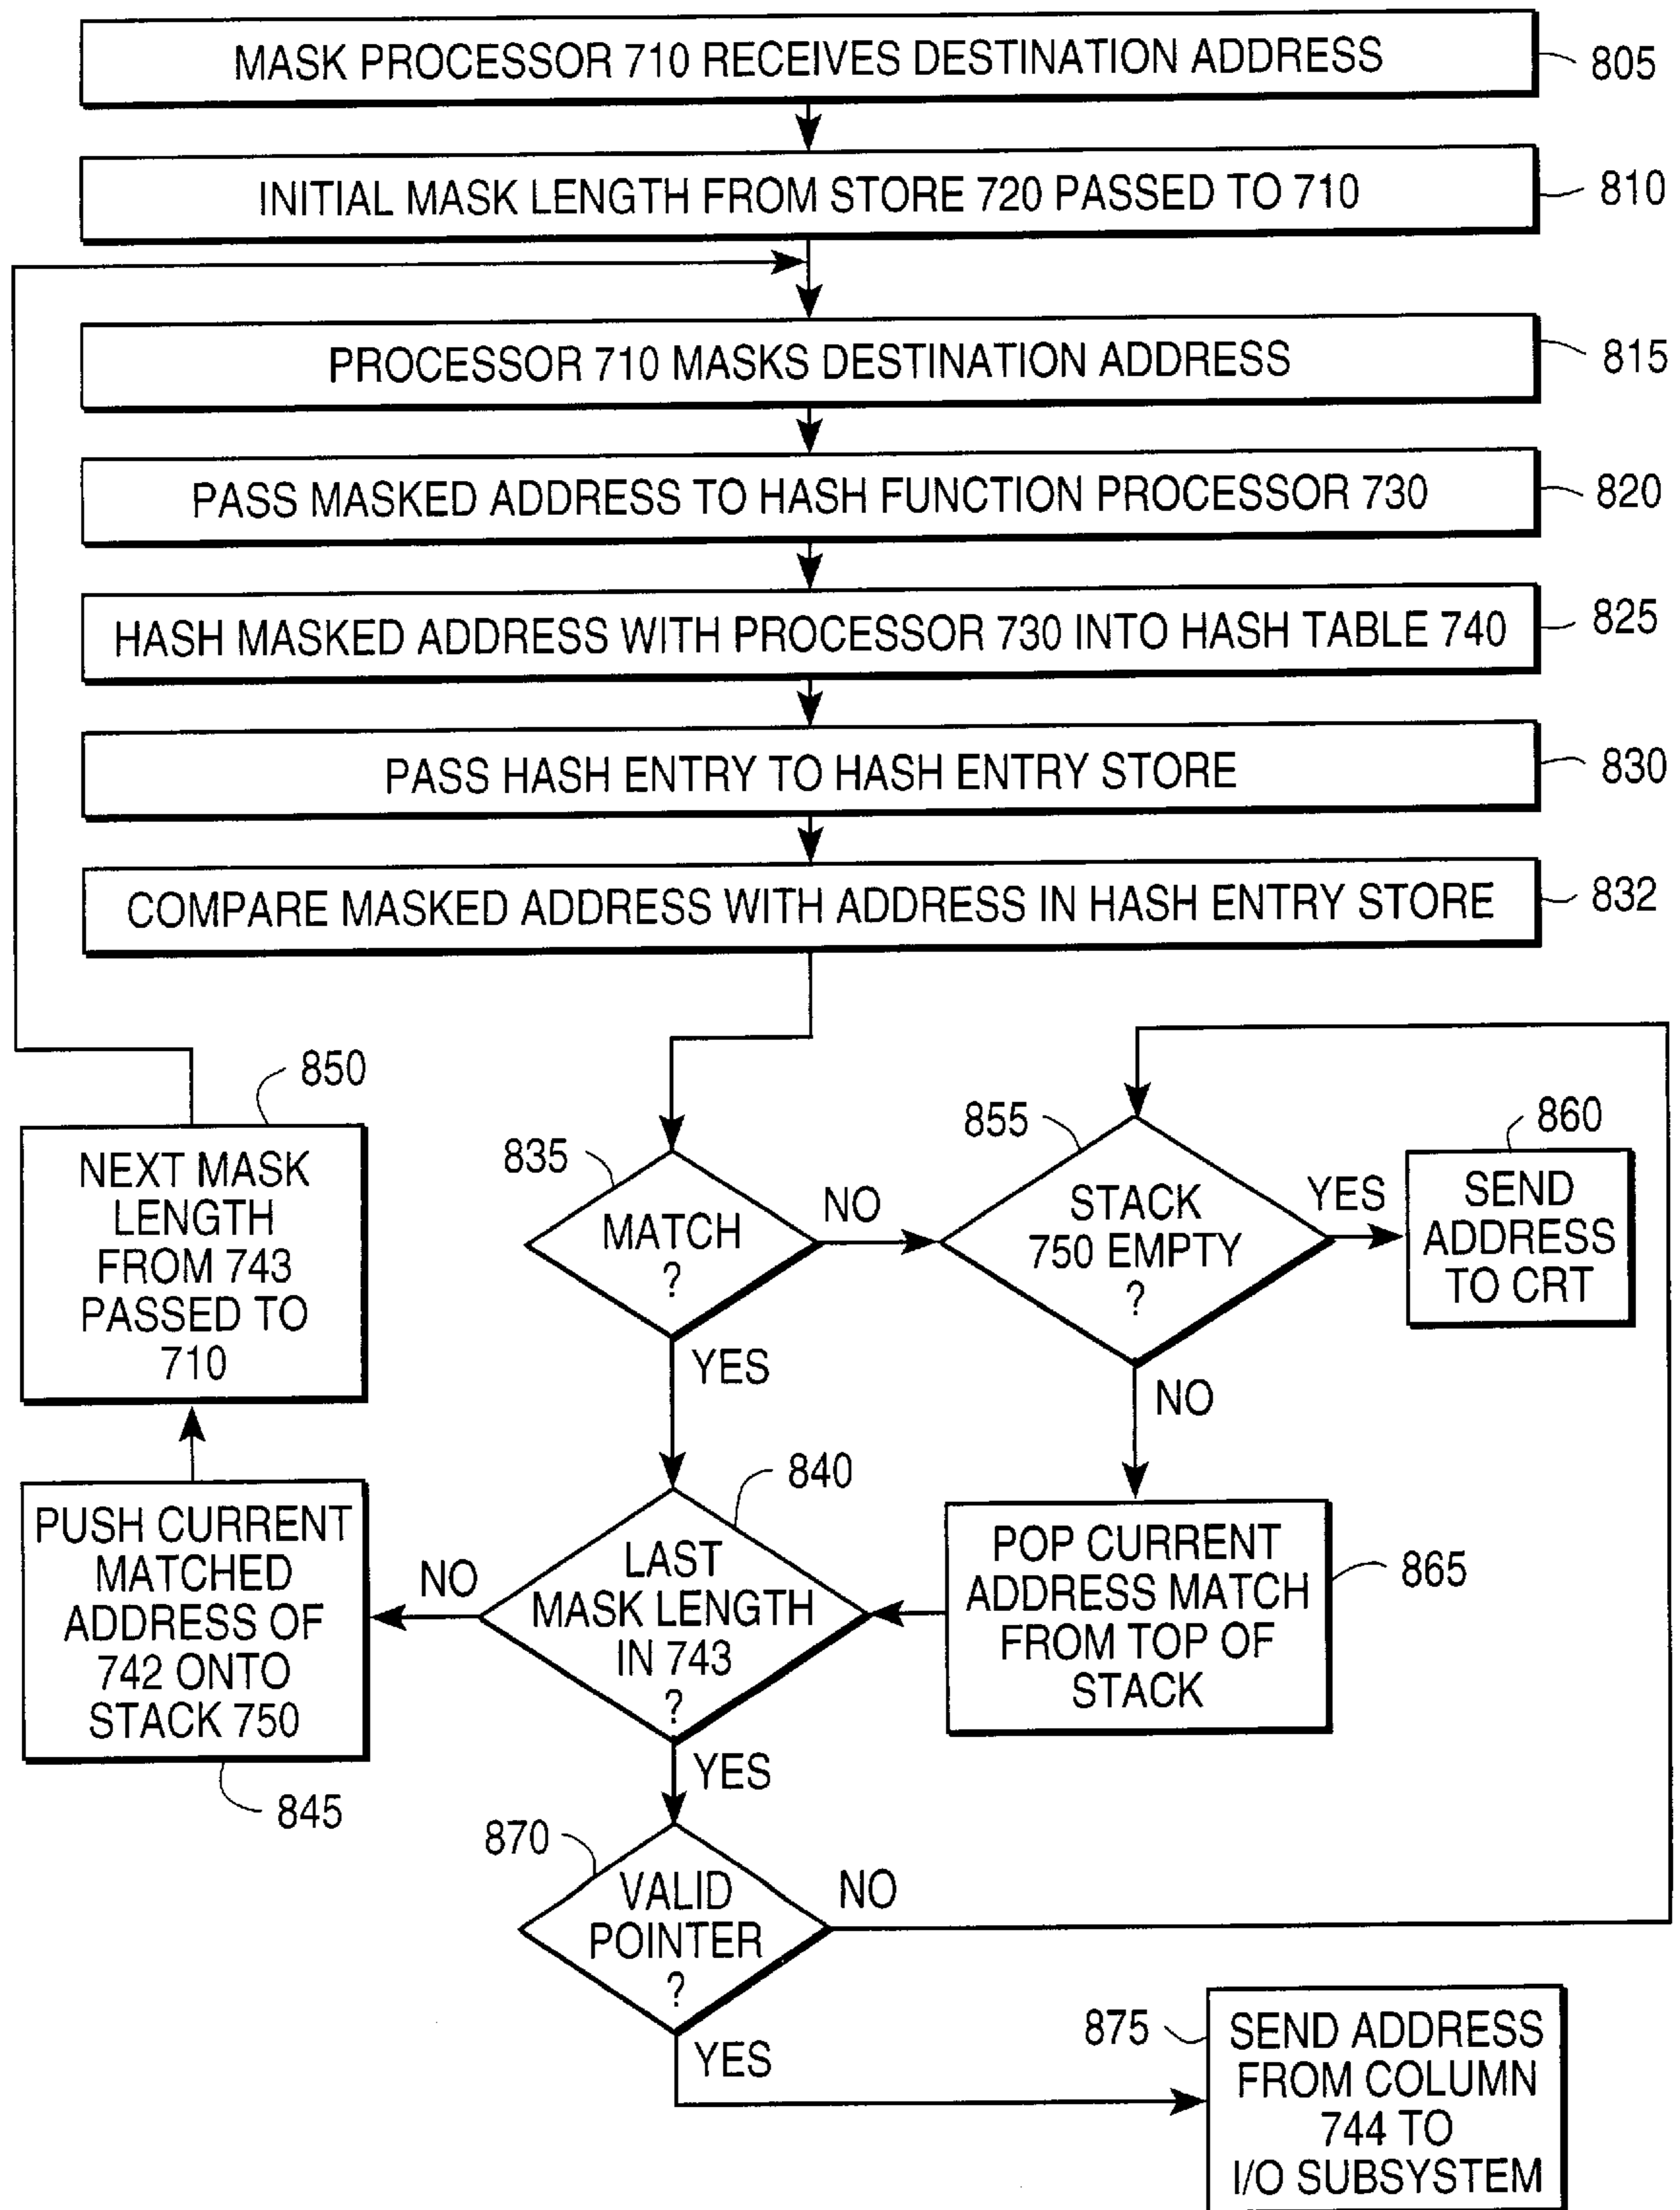 MASK PROCESSOR 710 RECEIVES DESTINATION ADDRESS
805
INITIAL MASK LENGTH FROM STORE 720 PASSED TO 710
810
PROCESSOR 710 MASKS DESTINATION ADDRESS
815
PASS MASKED ADDRESS TO HASH FUNCTION PROCESSOR 730
820
HASH MASKED ADDRESS WITH PROCESSOR 730 INTO HASH TABLE 740
825
PASS HASH ENTRY TO HASH ENTRY STORE
830
COMPARE MASKED ADDRESS WITH ADDRESS IN HASH ENTRY STORE
832
850
NEXT MASK
LENGTH
FROM 743
PASSED TO
710
835
MATCH
?
NO
YES
855
STACK
750 EMPTY
?
YES
NO
860
SEND
ADDRESS
TO CRT
840
LAST
MASK LENGTH
IN 743
?
NO
YES
POP CURRENT
ADDRESS MATCH
FROM TOP OF
STACK
865
PUSH CURRENT
MATCHED
ADDRESS OF
742 ONTO
STACK 750
845
870
VALID
POINTER
?
NO
YES
875
SEND ADDRESS
FROM COLUMN
744 TO
I/O SUBSYSTEM